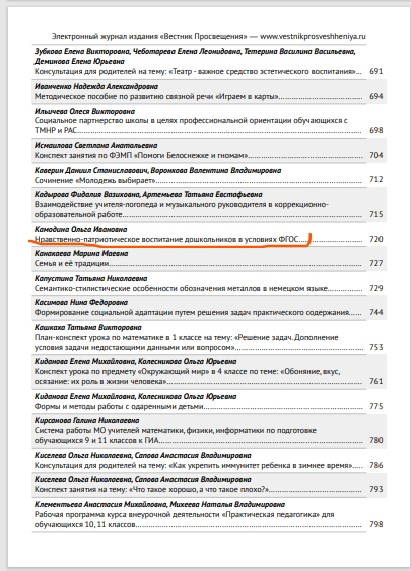 Электронный журнал издания «Вестник Просвещения» — www.vestnikprosveshheniya.ru
Зубкова Елена Викторовна, Чеботарева Елена Леонидовна, Тетерина Василина Васильевна,
Деминова Елена Юрьевна
Консультация для родителей на тему: «Театр - важное средство эстетического воспитания»... 691
Иванченко Надежда Александровна
Методическое пособие по развитию связной речи «Играем в карты»... 694
Ильичева Олеся Викторовна
Социальное партнерство школы в целях профессиональной ориентации обучающихся с
ТМНР и РАС... 698
Исмаилова Светлана Анатольевна
Конспект занятия по ФЭМП «Помоги Белоснежке и гномам»... 704
Каверин Даниил Станиславович, Воронкова Валентина Владимировна
Сочинение «Молодежь выбирает»... 712
Кадырова Фидалия Вазиховна, Артемьева Татьяна Евстафьевна
Взаимодействие учителя-логопеда и музыкального руководителя в коррекционно-
образовательной работе... 715
Камодина Ольга Ивановна
Нравственно-патриотическое воспитание дошкольников в условиях ФГОС... 720
Канакаева Марина Маевна
Семья и её традиции... 727
Капустина Татьяна Николаевна
Семантико-стилистические особенности обозначения металлов в немецком языке... 729
Касимова Нина Федоровна
Формирование социальной адаптации путем решения задач практического содержания... 744
Кашкаха Татьяна Викторовна
План-конспект урока по математике в 1 классе на тему: «Решение задач. Дополнение
условия задачи недостающими данными или вопросом»... 753
Киданова Елена Михайловна, Колесникова Ольга Юрьевна
Конспект урока по предмету «Окружающий мир» в 4 классе по теме: «Обоняние, вкус,
осязание: их роль в жизни человека»... 761
Киданова Елена Михайловна, Колесникова Ольга Юрьевна
Формы и методы работы с одаренными детьми... 775
Кирсанова Галина Николаевна
Система работы МО учителей математики, физики, информатики по подготовке
обучающихся 9 и 11 классов к ГИА... 780
Киселева Ольга Николаевна, Сапова Анастасия Владимировна
Консультация для родителей на тему: «Как укрепить иммунитет ребенка в зимнее время»... 786
Киселева Ольга Николаевна, Сапова Анастасия Владимировна
Конспект занятия на тему: «Что такое хорошо, а что такое плохо?»... 793
Клементьева Анастасия Михайловна, Михеева Наталья Владимировна
Рабочая программа курса внеурочной деятельности «Практическая педагогика» для
обучающихся 10, 11 классов... 798